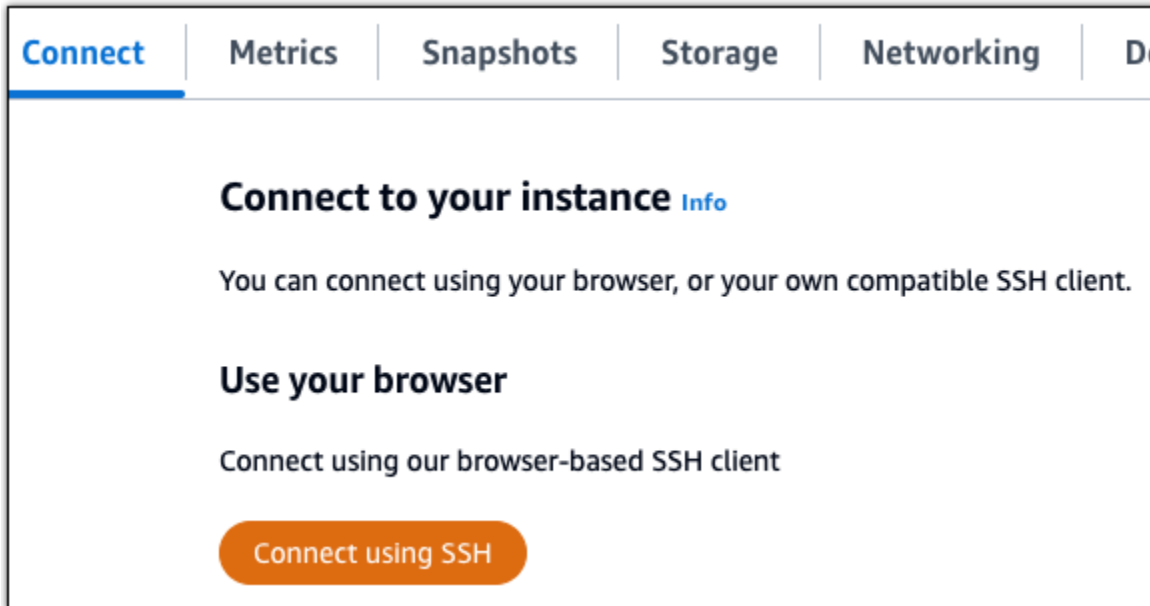 Connect Metrics Snapshots Storage Networking
Connect to your instance Info
You can connect using your browser, or your own compatible SSH client.
Use your browser
Connect using our browser-based SSH client
Connect using SSH